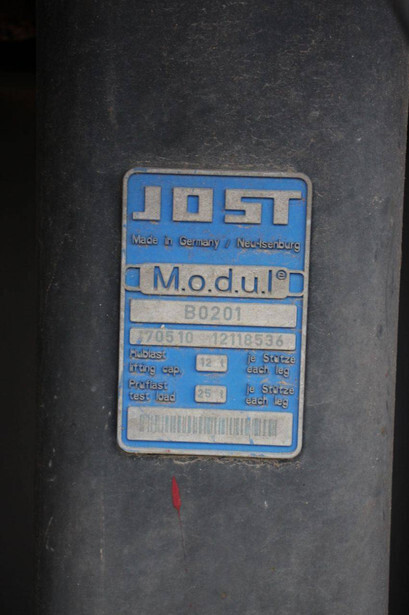 JOST
Made in Germany / Neu-Isenburg
M.o.d.u.l ®
B0201
170510 12118536
Hublast 12 t je Stütze
lifting cap. each leg
Prüflast 25 t je Stütze
test load each leg